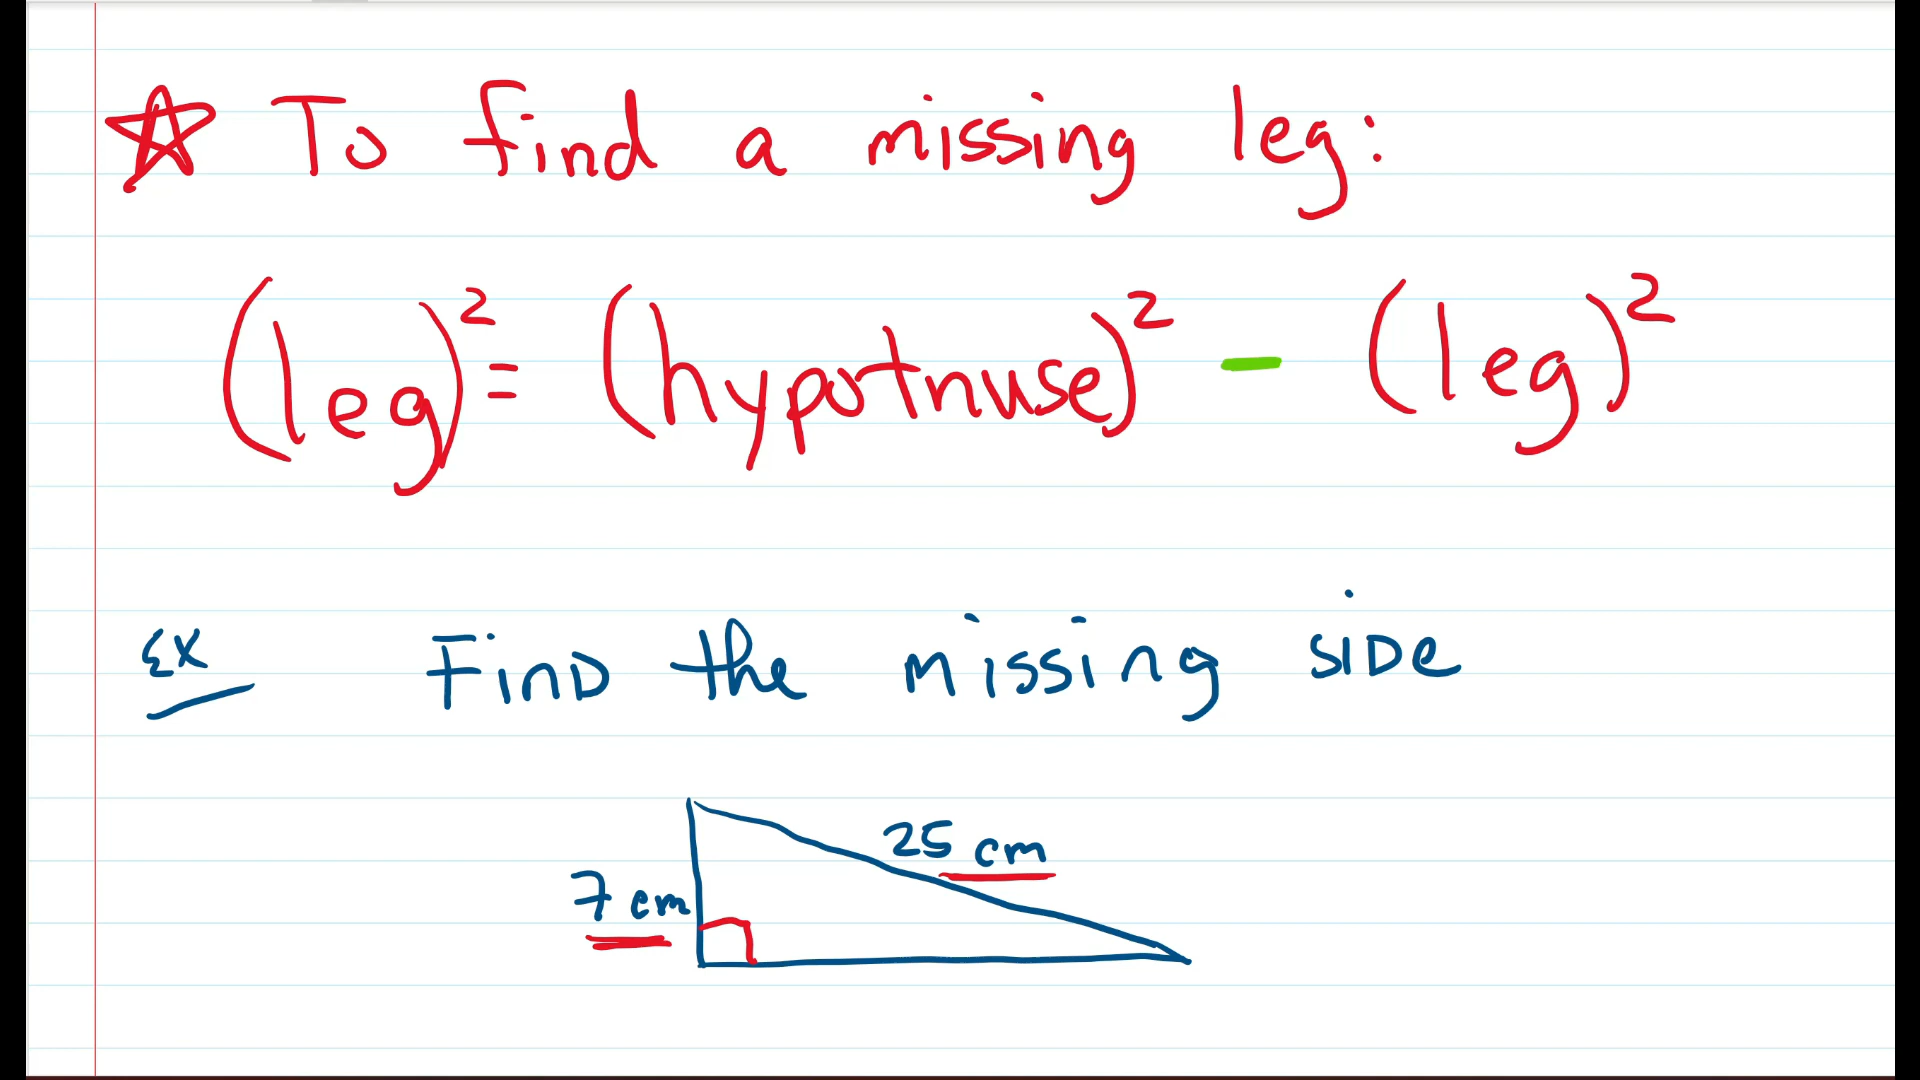 To find a missing leg:
(leg)² = (hypotnuse)² - (leg)²
Ex Find the missing side
25 cm
7 cm